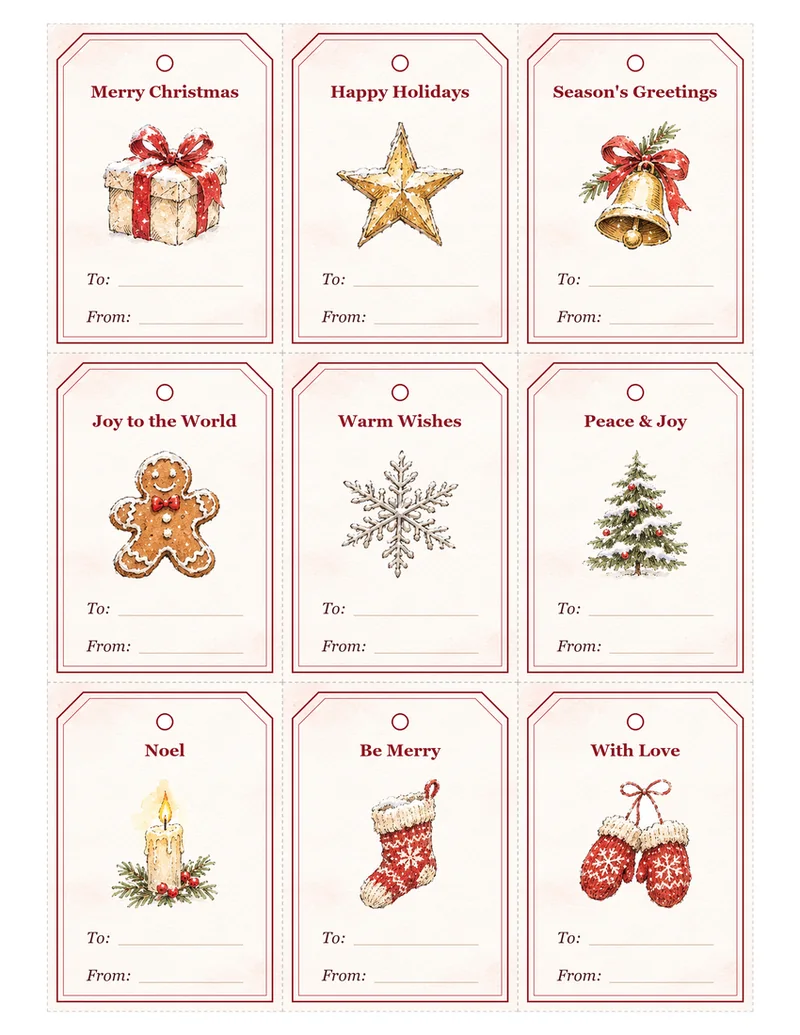 Merry Christmas
To:
From:
Happy Holidays
To:
From:
Season's Greetings
To:
From:
Joy to the World
To:
From:
Warm Wishes
To:
From:
Peace & Joy
To:
From:
Noel
To:
From:
Be Merry
To:
From:
With Love
To:
From: